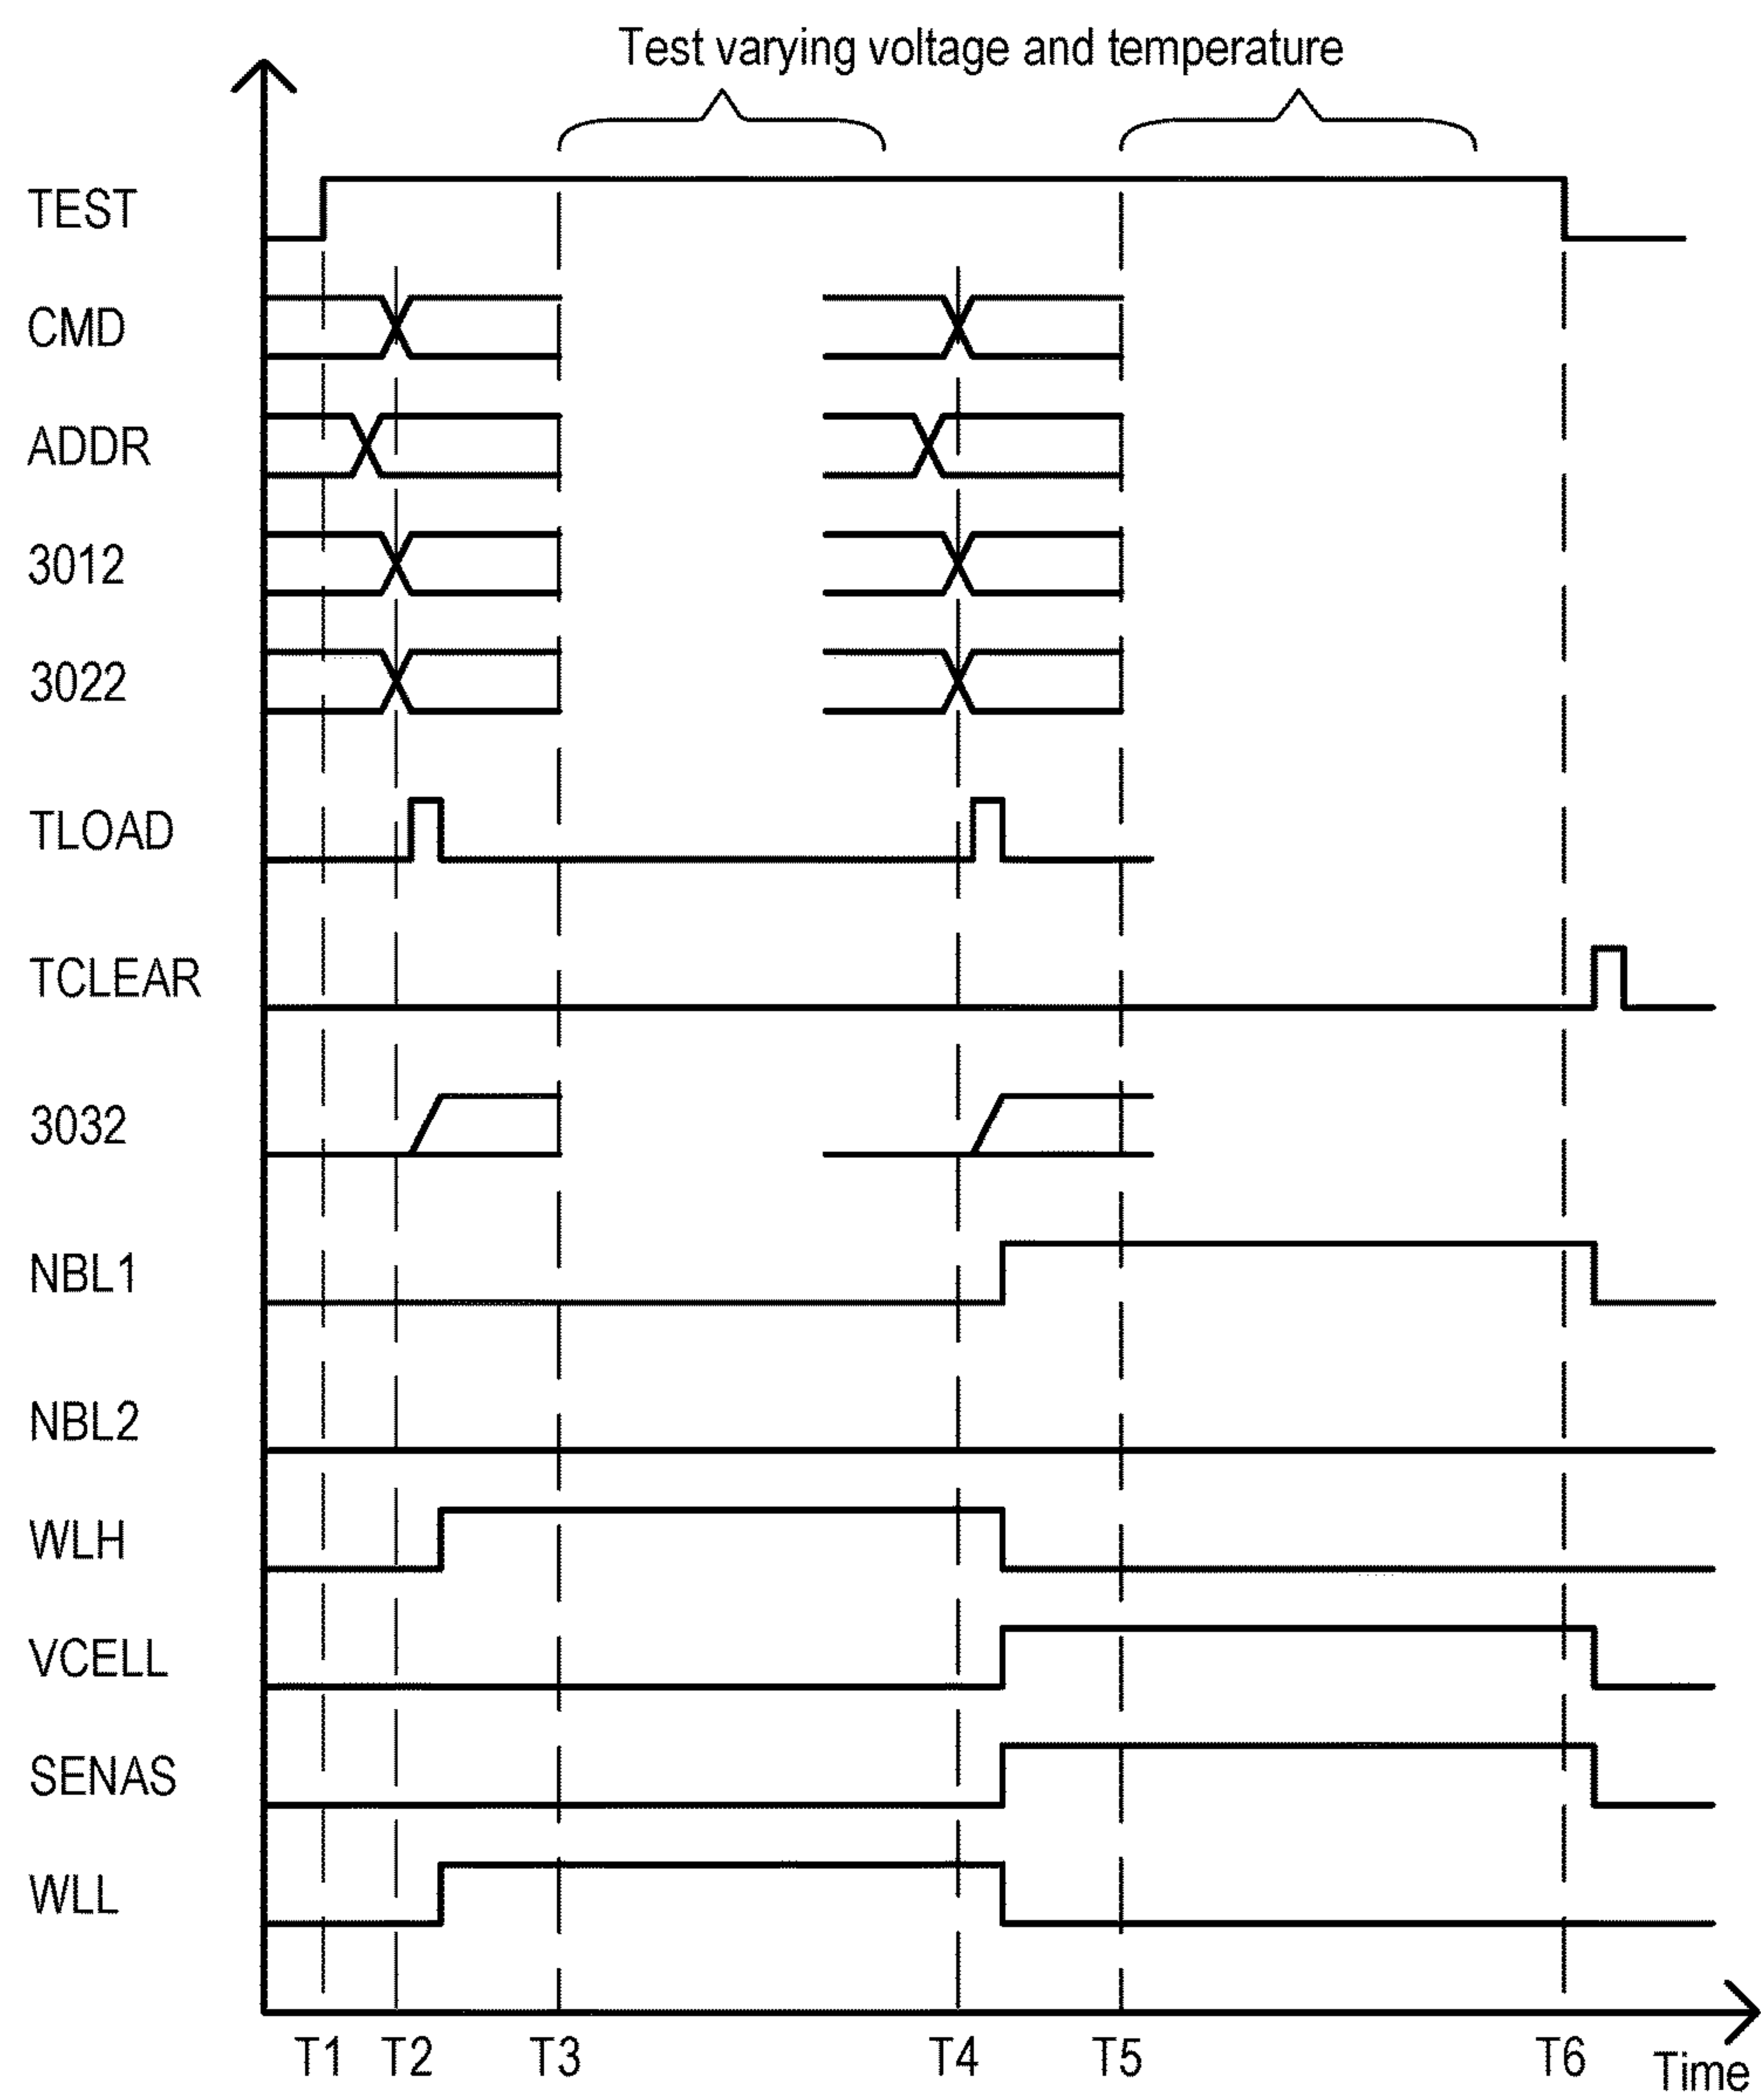 Test varying voltage and temperature
TEST
CMD
ADDR
3012
3022
TLOAD
TCLEAR
3032
NBL1
NBL2
WLH
VCELL
SENAS
WLL
T1 T2 T3 T4 T5 T6 Time